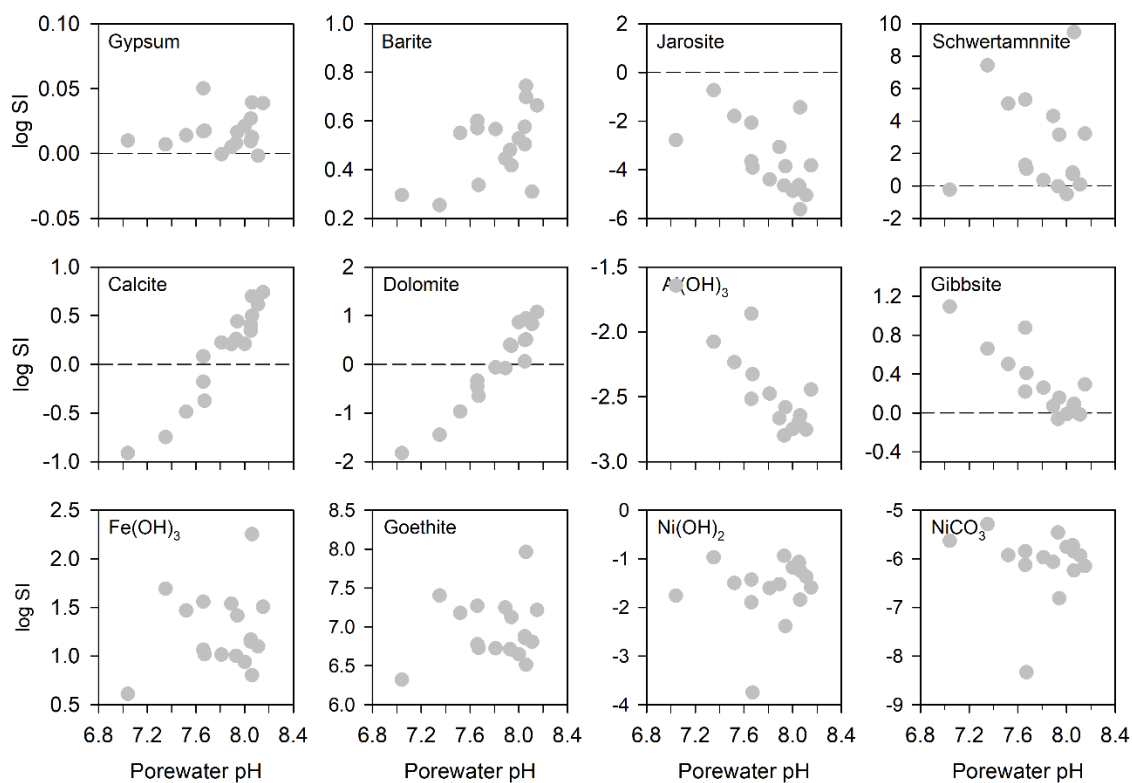 Gypsum
Barite
Jarosite
Schwertamnnite
log SI
0.10
0.05
0.00
-0.05
1.0
0.8
0.6
0.4
0.2
2
0
-2
-4
-6
10
8
6
4
2
0
-2
Calcite
Dolomite
Al(OH)3
Gibbsite
log SI
1.0
0.5
0.0
-0.5
-1.0
2
1
0
-1
-2
-1.5
-2.0
-2.5
-3.0
1.2
0.8
0.4
0.0
-0.4
Fe(OH)3
Goethite
Ni(OH)2
NiCO3
log SI
2.5
2.0
1.5
1.0
0.5
8.5
8.0
7.5
7.0
6.5
6.0
0
-1
-2
-3
-4
-5
-6
-7
-8
-9
6.8 7.2 7.6 8.0 8.4
6.8 7.2 7.6 8.0 8.4
6.8 7.2 7.6 8.0 8.4
6.8 7.2 7.6 8.0 8.4
Porewater pH
Porewater pH
Porewater pH
Porewater pH